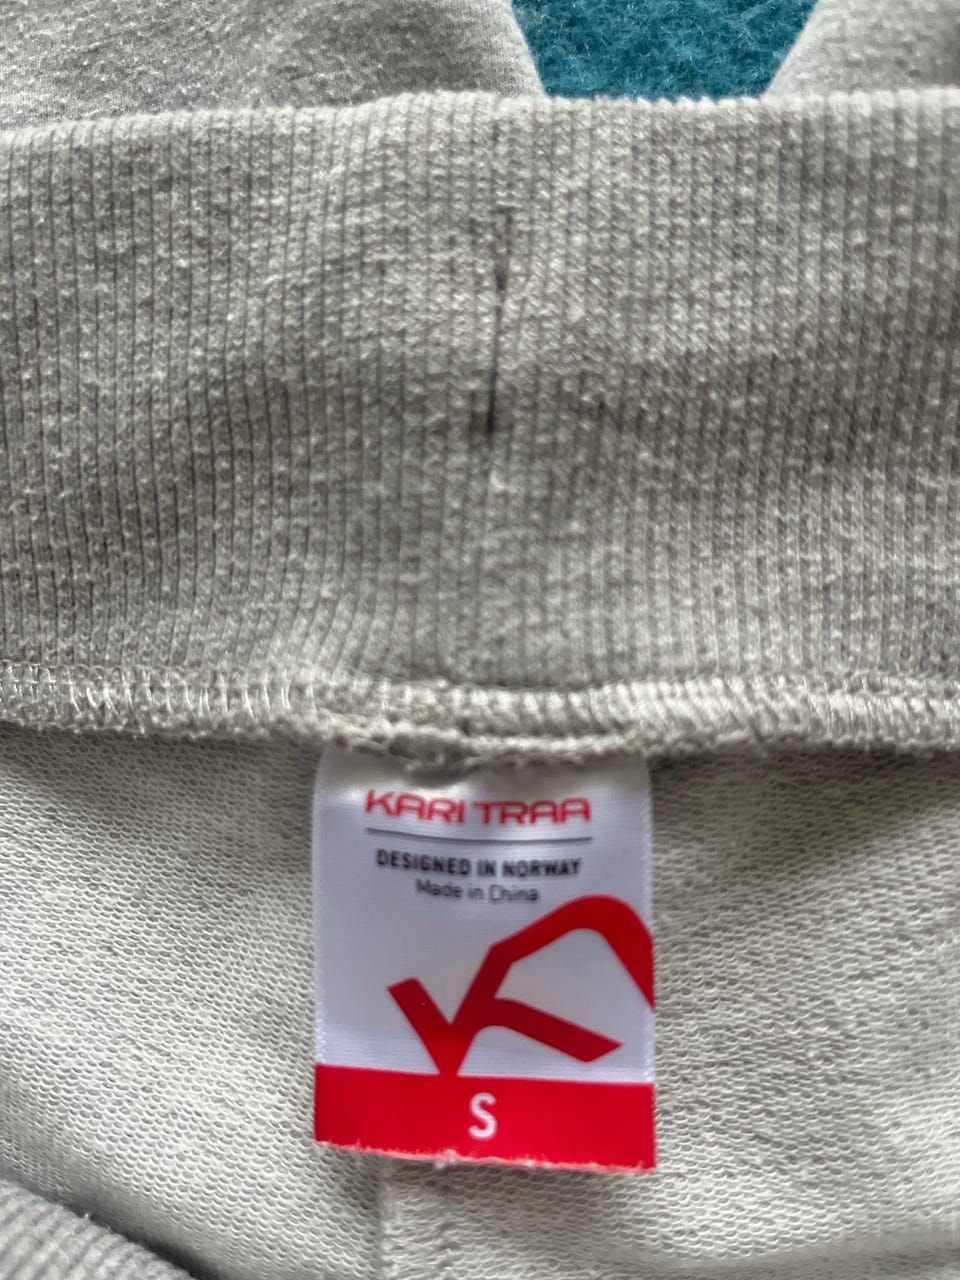 KARI TRAA
DESIGNED IN NORWAY
Made in China
S